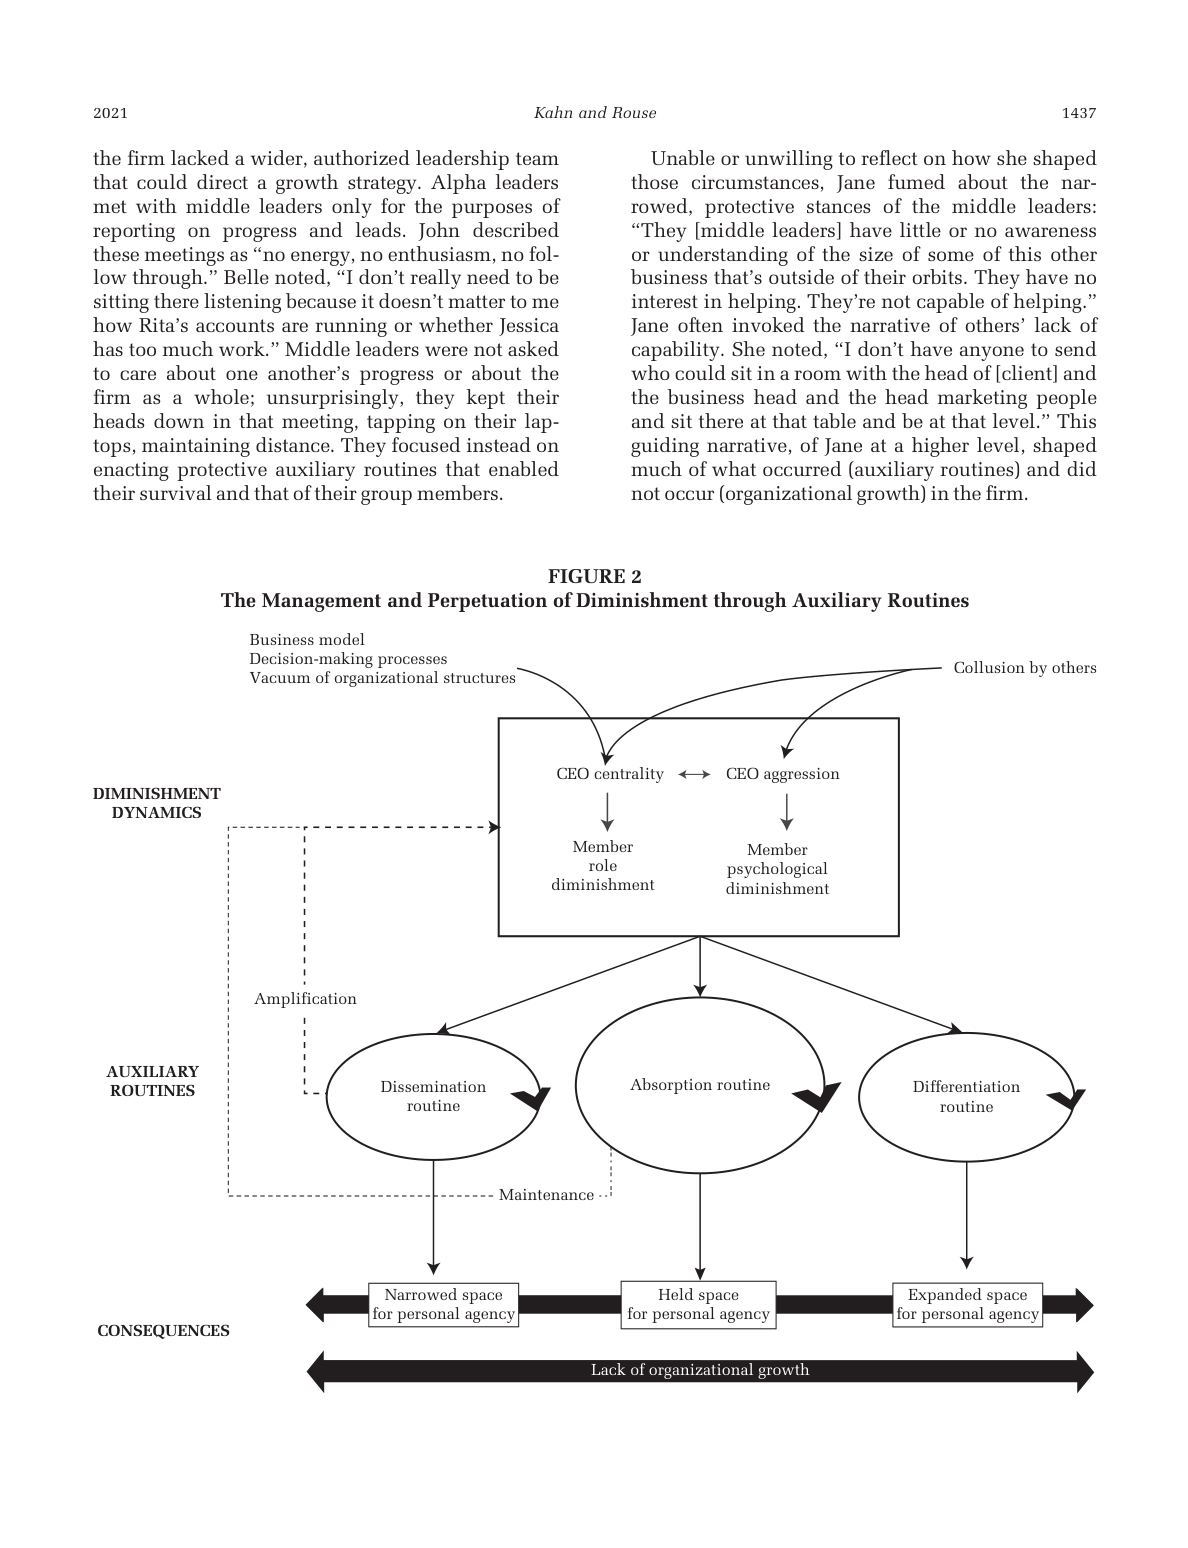 2021
Kahn and Rouse
1437
the firm lacked a wider, authorized leadership team
that could direct a growth strategy. Alpha leaders
met with middle leaders only for the purposes of
reporting on progress and leads. John described
these meetings as “no energy, no enthusiasm, no fol-
low through.” Belle noted, “I don’t really need to be
sitting there listening because it doesn’t matter to me
how Rita’s accounts are running or whether Jessica
has too much work.” Middle leaders were not asked
to care about one another’s progress or about the
firm as a whole; unsurprisingly, they kept their
heads down in that meeting, tapping on their lap-
tops, maintaining distance. They focused instead on
enacting protective auxiliary routines that enabled
their survival and that of their group members.
Unable or unwilling to reflect on how she shaped
those circumstances, Jane fumed about the nar-
rowed, protective stances of the middle leaders:
“They [middle leaders] have little or no awareness
or understanding of the size of some of this other
business that’s outside of their orbits. They have no
interest in helping. They’re not capable of helping.”
Jane often invoked the narrative of others’ lack of
capability. She noted, “I don’t have anyone to send
who could sit in a room with the head of [client] and
the business head and the head marketing people
and sit there at that table and be at that level.” This
guiding narrative, of Jane at a higher level, shaped
much of what occurred (auxiliary routines) and did
not occur (organizational growth) in the firm.
FIGURE 2
The Management and Perpetuation of Diminishment through Auxiliary Routines
Business model
Decision-making processes
Vacuum of organizational structures
Collusion by others
CEO centrality
CEO aggression
DIMINISHMENT
DYNAMICS
Member
role
diminishment
Member
psychological
diminishment
Amplification
AUXILIARY
ROUTINES
Dissemination
routine
Absorption routine
Differentiation
routine
Maintenance
Narrowed space
for personal agency
Held space
for personal agency
Expanded space
for personal agency
CONSEQUENCES
Lack of organizational growth